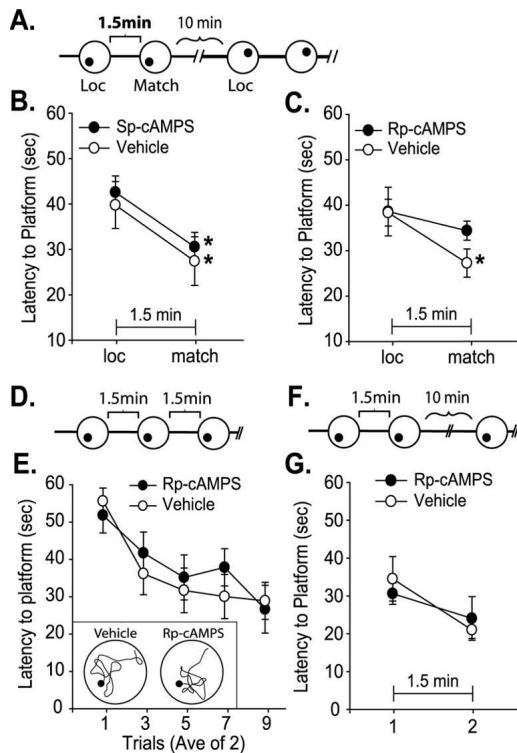 A.
1.5min
10 min
Loc
Match
Loc
B.
Sp-cAMPS
Vehicle
Latency to Platform (sec)
60
50
40
30
20
10
*
*
1.5 min
loc
match
C.
Rp-cAMPS
Vehicle
Latency to Platform (sec)
60
50
40
30
20
10
*
1.5 min
loc
match
D.
1.5min
1.5min
E.
Rp-cAMPS
Vehicle
Latency to platform (sec)
60
50
40
30
20
10
0
Vehicle
Rp-cAMPS
1
3
5
7
9
Trials (Ave of 2)
F.
1.5min
10 min
G.
Rp-cAMPS
Vehicle
Latency to Platform (sec)
60
50
40
30
20
10
0
1.5 min
1
2